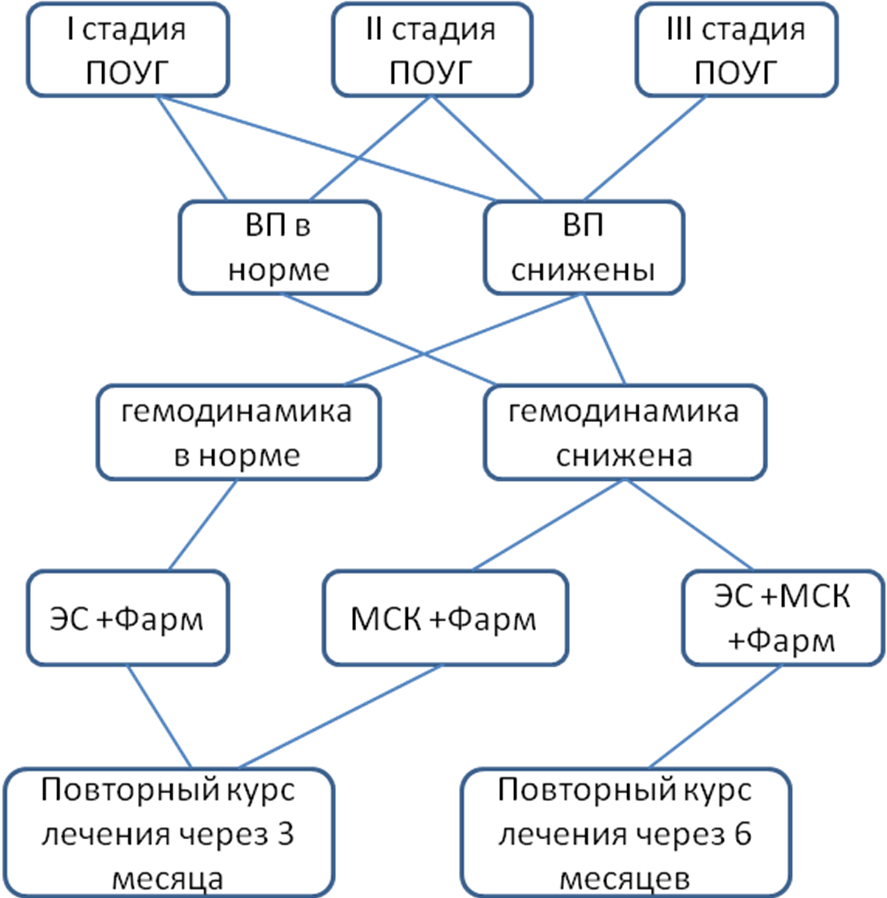 I стадия
ПОУГ
II стадия
ПОУГ
III стадия
ПОУГ
ВП в
норме
ВП
снижены
гемодинамика
в норме
гемодинамика
снижена
ЭС +Фарм
МСК +Фарм
ЭС +МСК
+Фарм
Повторный курс
лечения через 3
месяца
Повторный курс
лечения через 6
месяцев